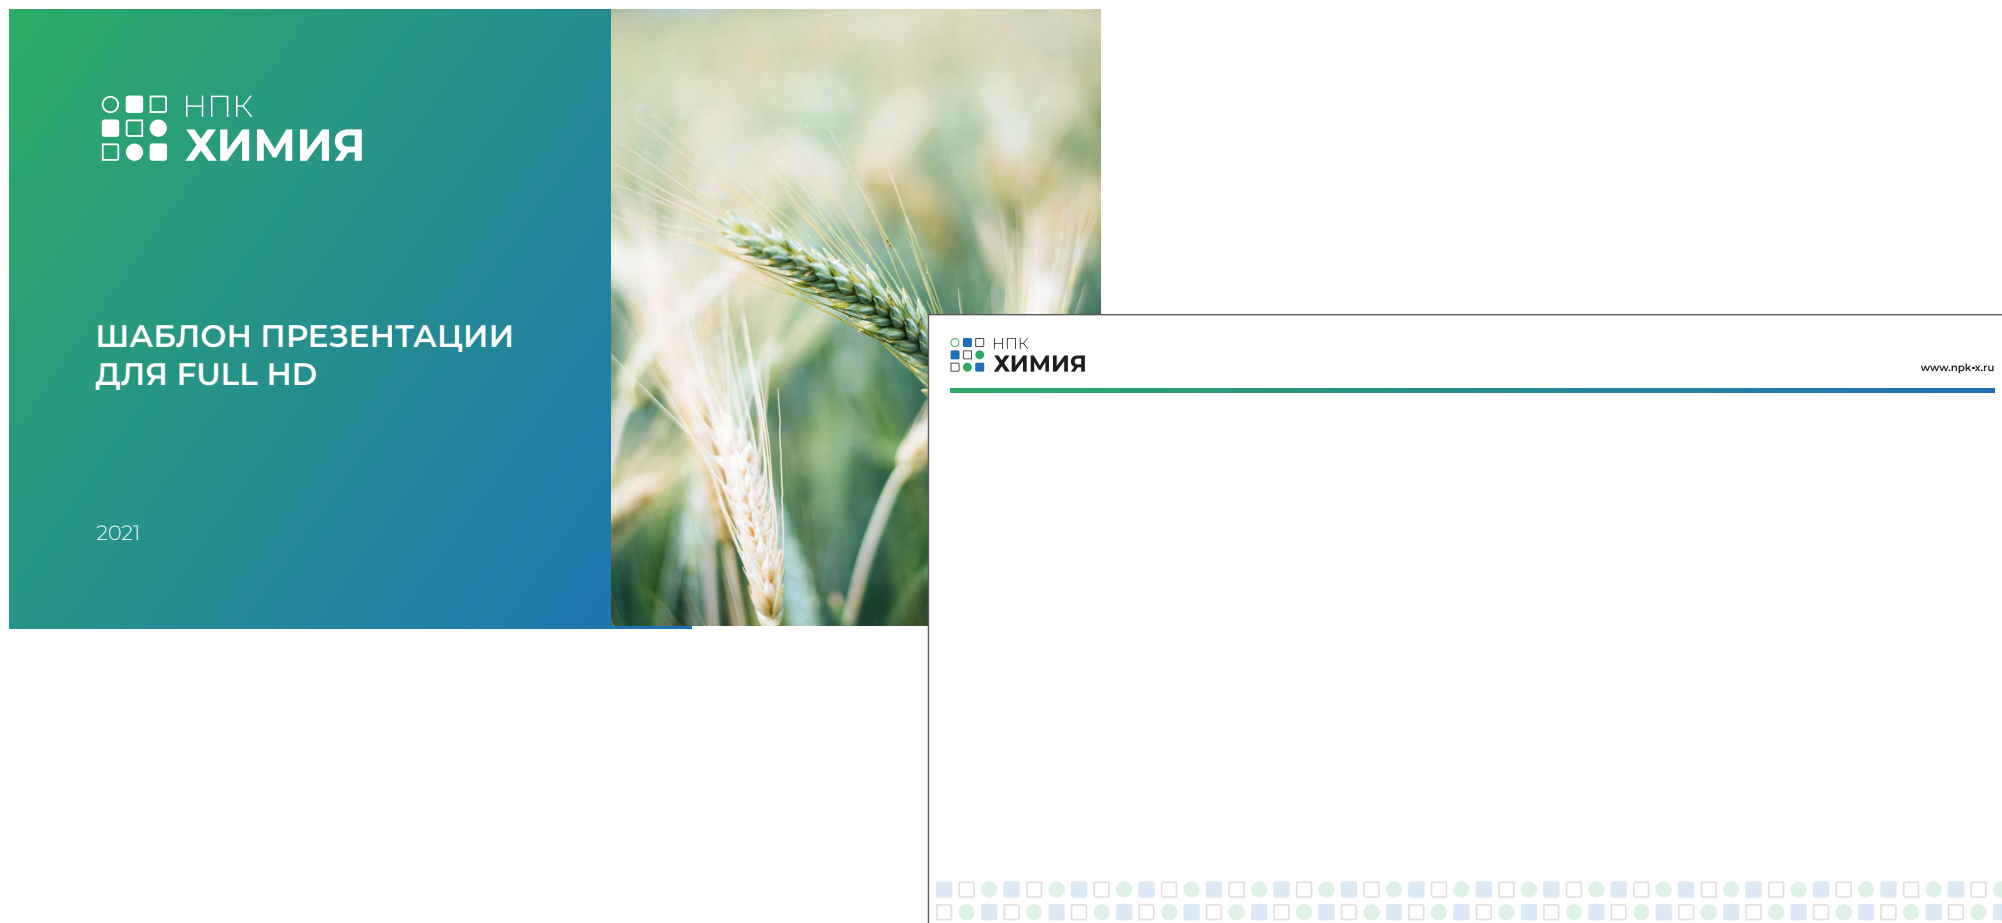 НПК
ХИМИЯ
ШАБЛОН ПРЕЗЕНТАЦИИ
ДЛЯ FULL HD
2021
НПК
ХИМИЯ
www.npk-x.ru